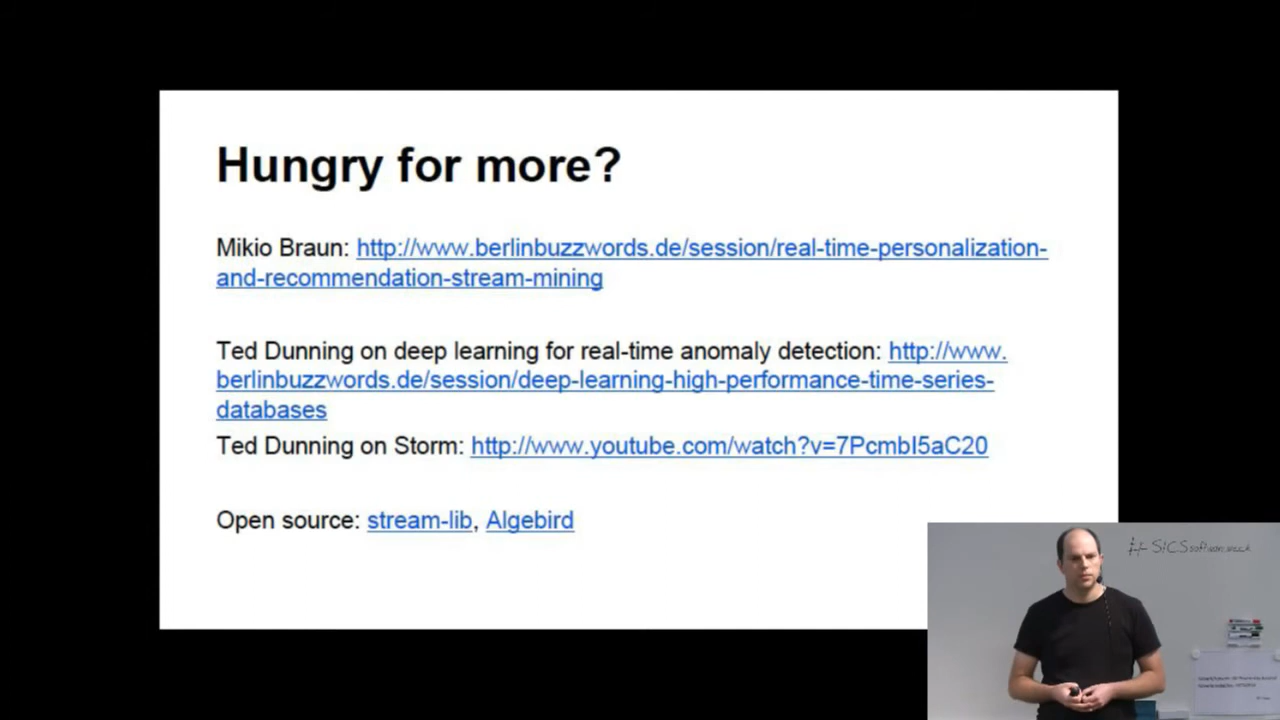 Hungry for more?
Mikio Braun: http://www.berlinbuzzwords.de/session/real-time-personalization-
and-recommendation-stream-mining
Ted Dunning on deep learning for real-time anomaly detection: http://www.
berlinbuzzwords.de/session/deep-learning-high-performance-time-series-
databases
Ted Dunning on Storm: http://www.youtube.com/watch?v=7PcmbI5aC20
Open source: stream-lib, Algebird
# SICSsoftwareweek